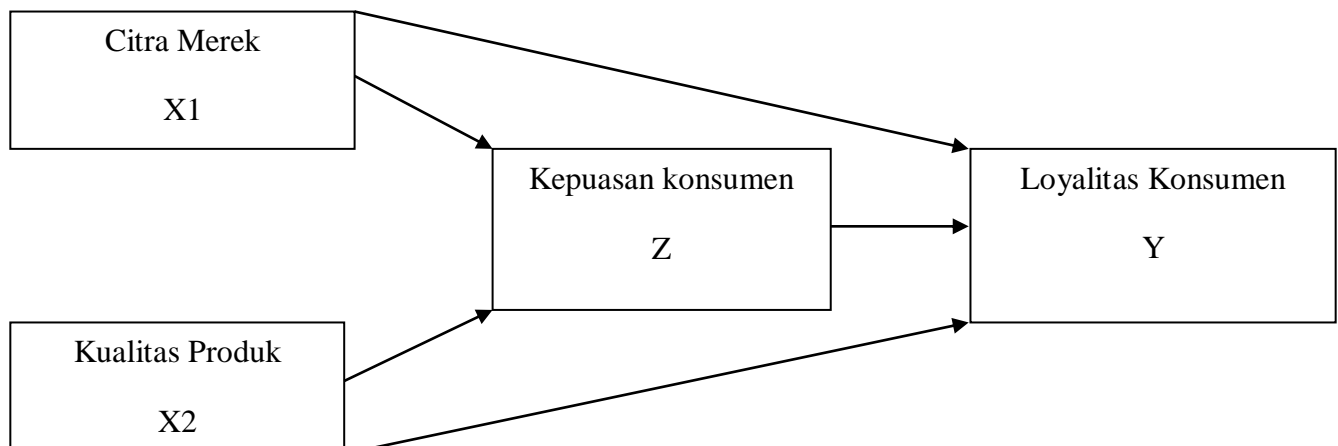 Citra Merek
X1
Kepuasan konsumen
Z
Loyalitas Konsumen
Y
Kualitas Produk
X2